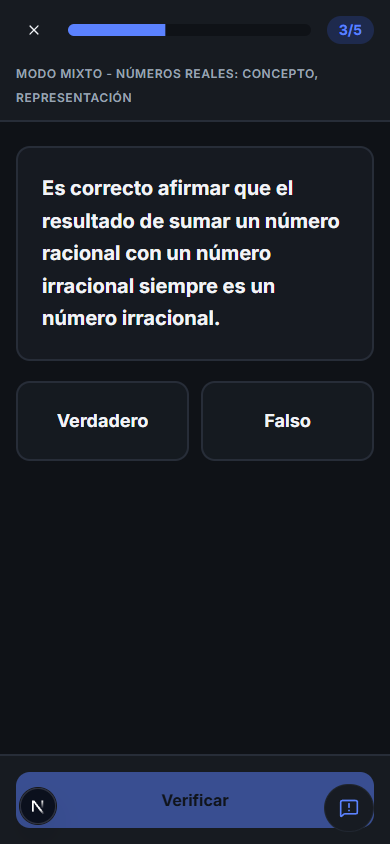 3/5
MODO MIXTO - NÚMEROS REALES: CONCEPTO,
REPRESENTACIÓN
Es correcto afirmar que el
resultado de sumar un número
racional con un número
irracional siempre es un
número irracional.
Verdadero
Falso
Verificar
N